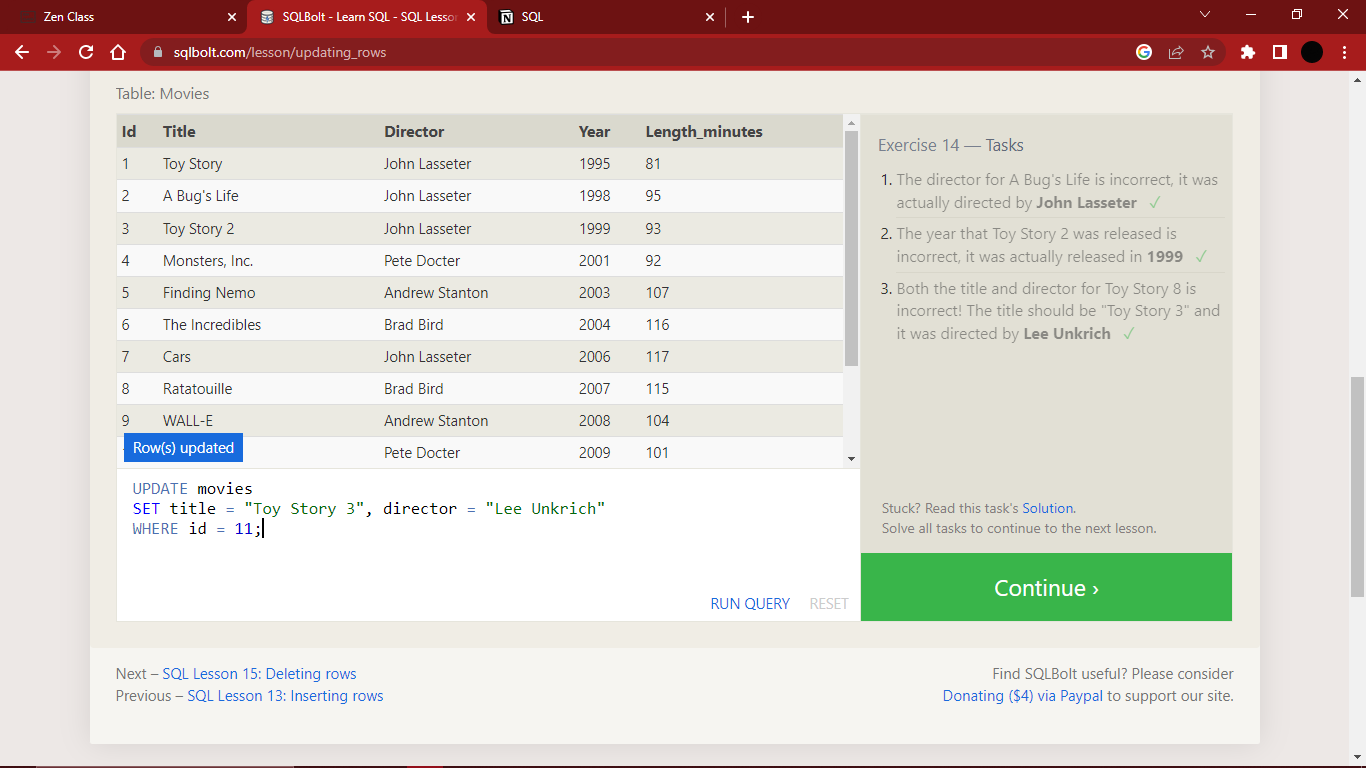 Zen Class
SQLBolt - Learn SQL - SQL Lesson
SQL
sqlbolt.com/lesson/updating_rows
Table: Movies
Id Title Director Year Length_minutes
1 Toy Story John Lasseter 1995 81
2 A Bug's Life John Lasseter 1998 95
3 Toy Story 2 John Lasseter 1999 93
4 Monsters, Inc. Pete Docter 2001 92
5 Finding Nemo Andrew Stanton 2003 107
6 The Incredibles Brad Bird 2004 116
7 Cars John Lasseter 2006 117
8 Ratatouille Brad Bird 2007 115
9 WALL-E Andrew Stanton 2008 104
Pete Docter 2009 101
Row(s) updated
UPDATE movies
SET title = "Toy Story 3", director = "Lee Unkrich"
WHERE id = 11;
RUN QUERY RESET
Exercise 14 — Tasks
1. The director for A Bug's Life is incorrect, it was
actually directed by John Lasseter ✓
2. The year that Toy Story 2 was released is
incorrect, it was actually released in 1999 ✓
3. Both the title and director for Toy Story 8 is
incorrect! The title should be "Toy Story 3" and
it was directed by Lee Unkrich ✓
Stuck? Read this task's Solution.
Solve all tasks to continue to the next lesson.
Continue ›
Next – SQL Lesson 15: Deleting rows
Previous – SQL Lesson 13: Inserting rows
Find SQLBolt useful? Please consider
Donating ($4) via Paypal to support our site.